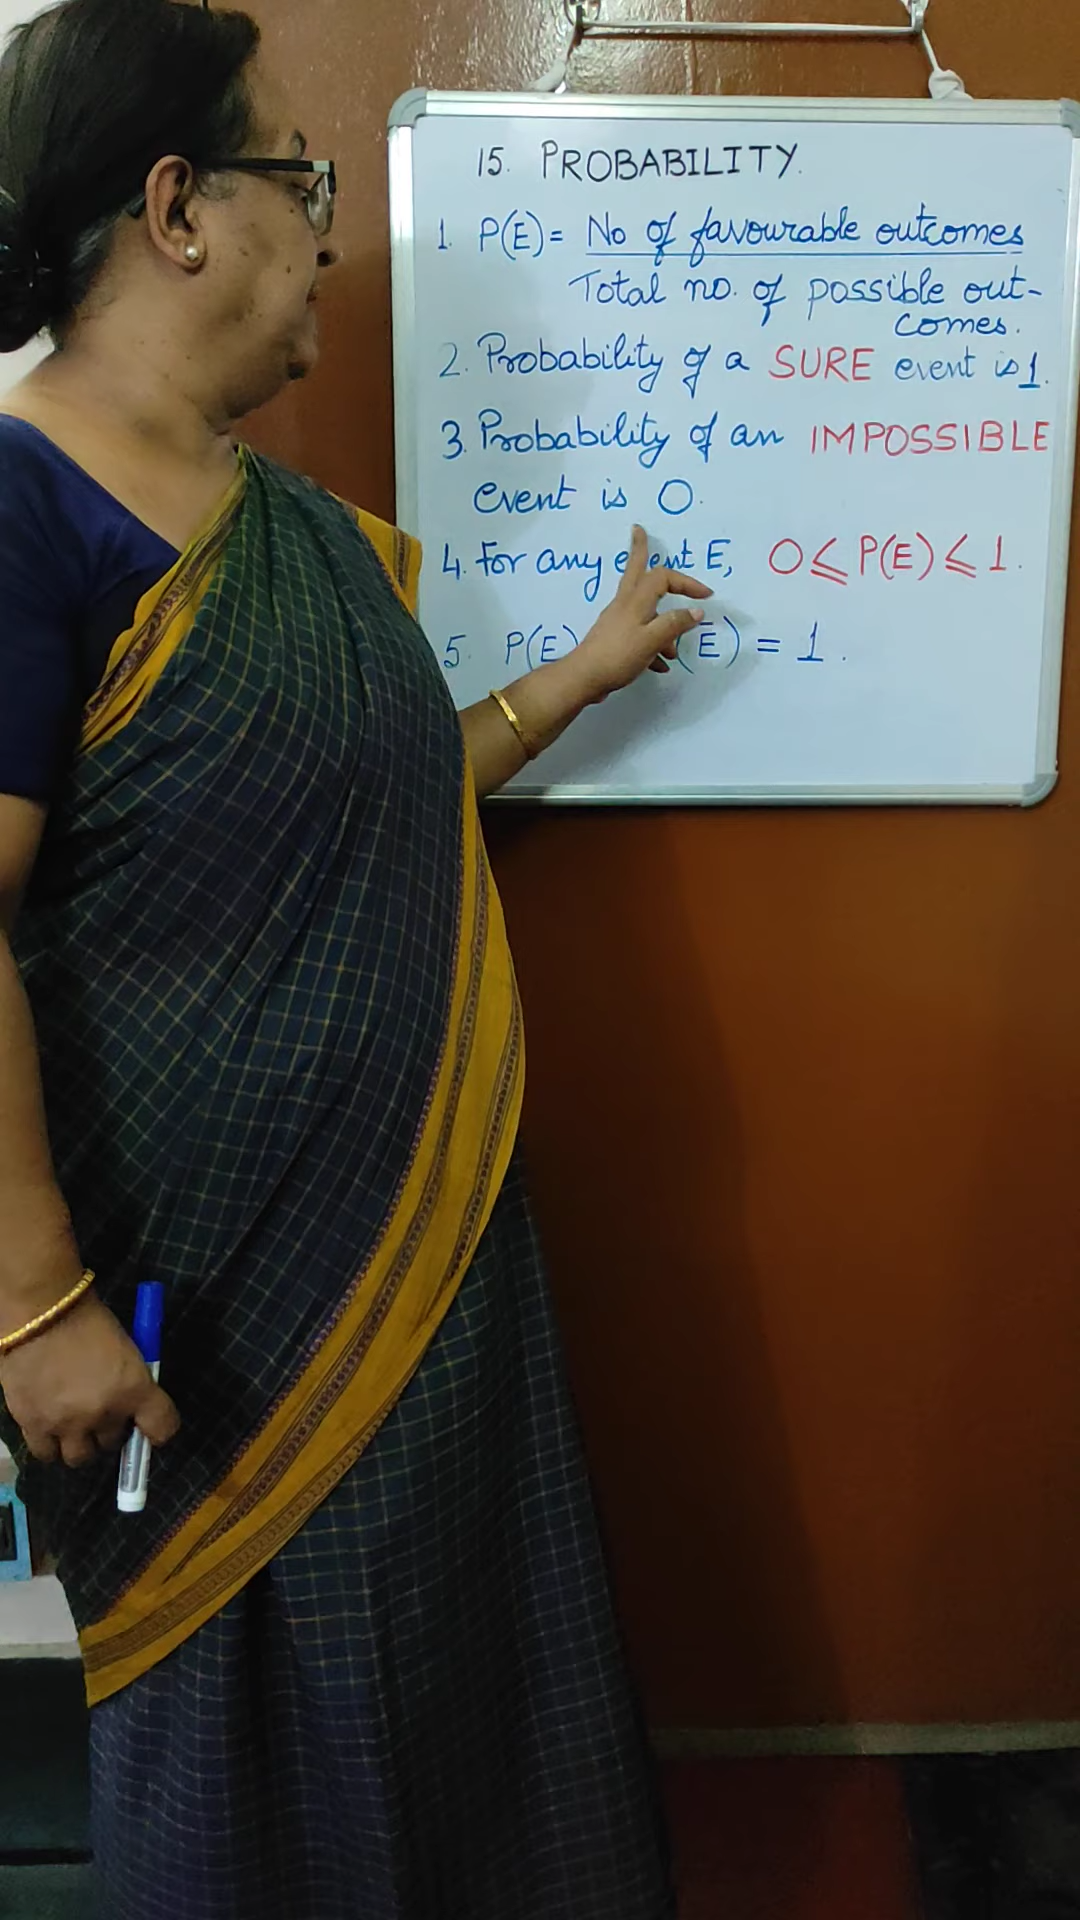 15. PROBABILITY.
1. P(E) = No of favourable outcomes
Total no. of possible out-
comes.
2. Probability of a SURE event is 1.
3. Probability of an IMPOSSIBLE
event is 0.
4. For any E, 0 ≤ P(E) ≤ 1.
5. P(E) (E̅) = 1.